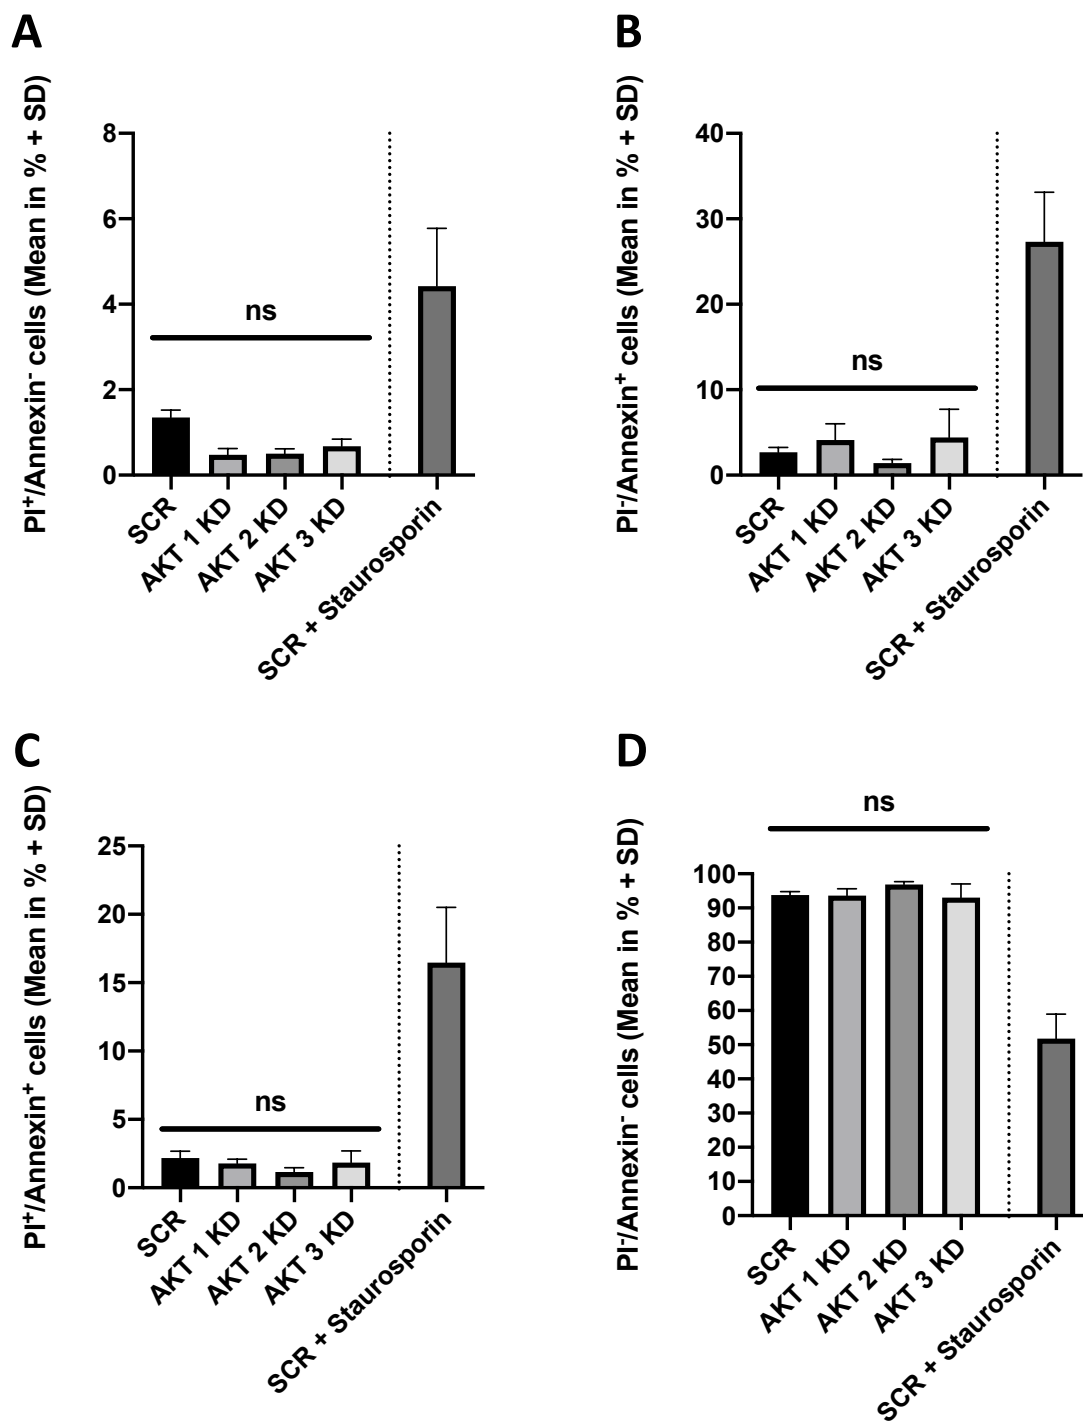 A
PI⁺/Annexin⁻ cells (Mean in % + SD)
8
6
4
2
0
ns
SCR
AKT 1 KD
AKT 2 KD
AKT 3 KD
SCR + Staurosporin
B
PI⁻/Annexin⁺ cells (Mean in % + SD)
40
30
20
10
0
ns
SCR
AKT 1 KD
AKT 2 KD
AKT 3 KD
SCR + Staurosporin
C
PI⁺/Annexin⁺ cells (Mean in % + SD)
25
20
15
10
5
0
ns
SCR
AKT 1 KD
AKT 2 KD
AKT 3 KD
SCR + Staurosporin
D
PI⁻/Annexin⁻ cells (Mean in % + SD)
ns
100
90
80
70
60
50
40
30
20
10
0
SCR
AKT 1 KD
AKT 2 KD
AKT 3 KD
SCR + Staurosporin